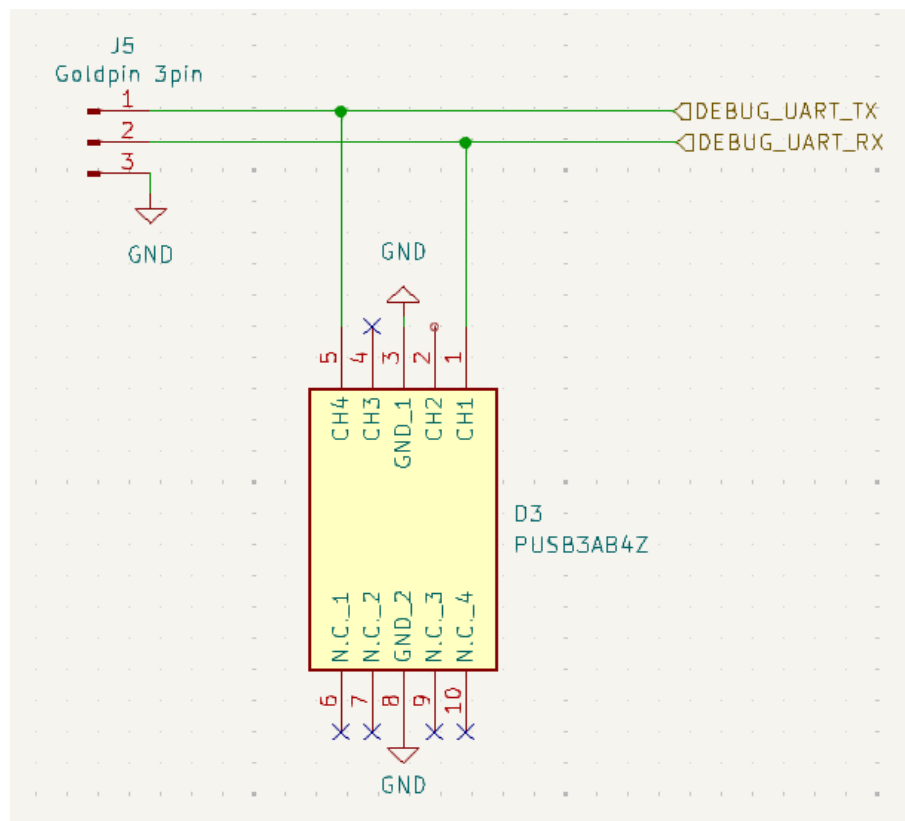 J5
Goldpin 3pin
1
2
3
DEBUG_UART_TX
DEBUG_UART_RX
GND
GND
5
4
3
2
1
CH4
CH3
GND_1
CH2
CH1
D3
PUSB3AB4Z
N.C._1
N.C._2
GND_2
N.C._3
N.C._4
6
7
8
9
10
GND